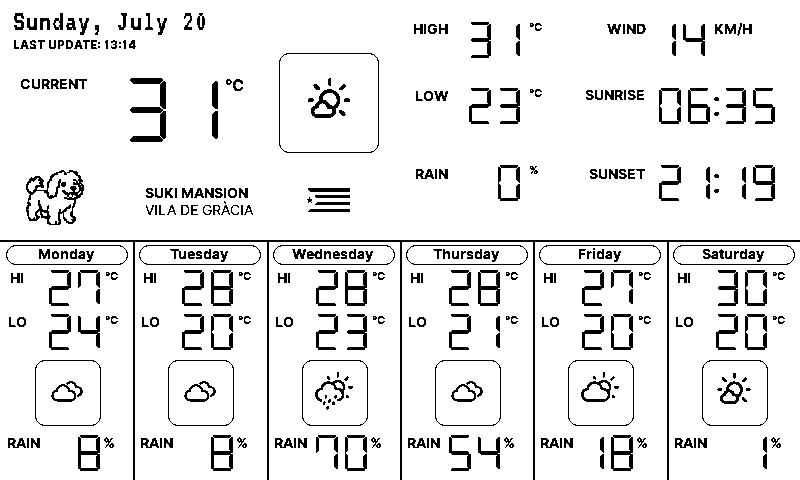 Sunday, July 20
LAST UPDATE: 13:14
CURRENT 31 °C
HIGH 31 °C
WIND 14 KM/H
LOW 23 °C
SUNRISE 06:35
RAIN 0 %
SUNSET 21:19
SUKI MANSION
VILA DE GRÀCIA
Monday
HI 27 °C
LO 24 °C
RAIN 8 %
Tuesday
HI 28 °C
LO 20 °C
RAIN 8 %
Wednesday
HI 28 °C
LO 23 °C
RAIN 70 %
Thursday
HI 28 °C
LO 21 °C
RAIN 54 %
Friday
HI 27 °C
LO 20 °C
RAIN 18 %
Saturday
HI 30 °C
LO 20 °C
RAIN 1 %